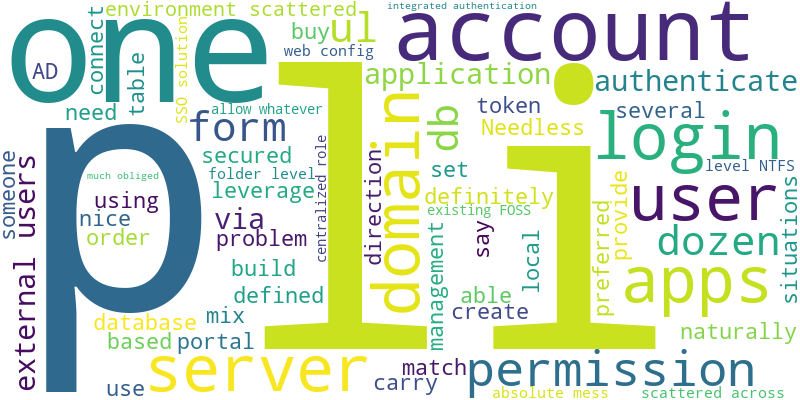 integrated authentication
environment scattered
one
AD
connect
table
SSO solution
buy
ul
web config
account
need
allow whatever
application
authenticate
p
li
form
domain
db
token
Needless
several
login
level NTFS
someone
external users
secured
folder level
leverage
centralized role
direction
set
definitely
existing FOSS
user
much obliged
using
nice
order
via
problem
management
say
local
preferred
provide
dozen
situations
build
defined
able
create
apps
database
mix
based
portal
naturally
server
use
carry
match
permission
absolute mess
scattered across